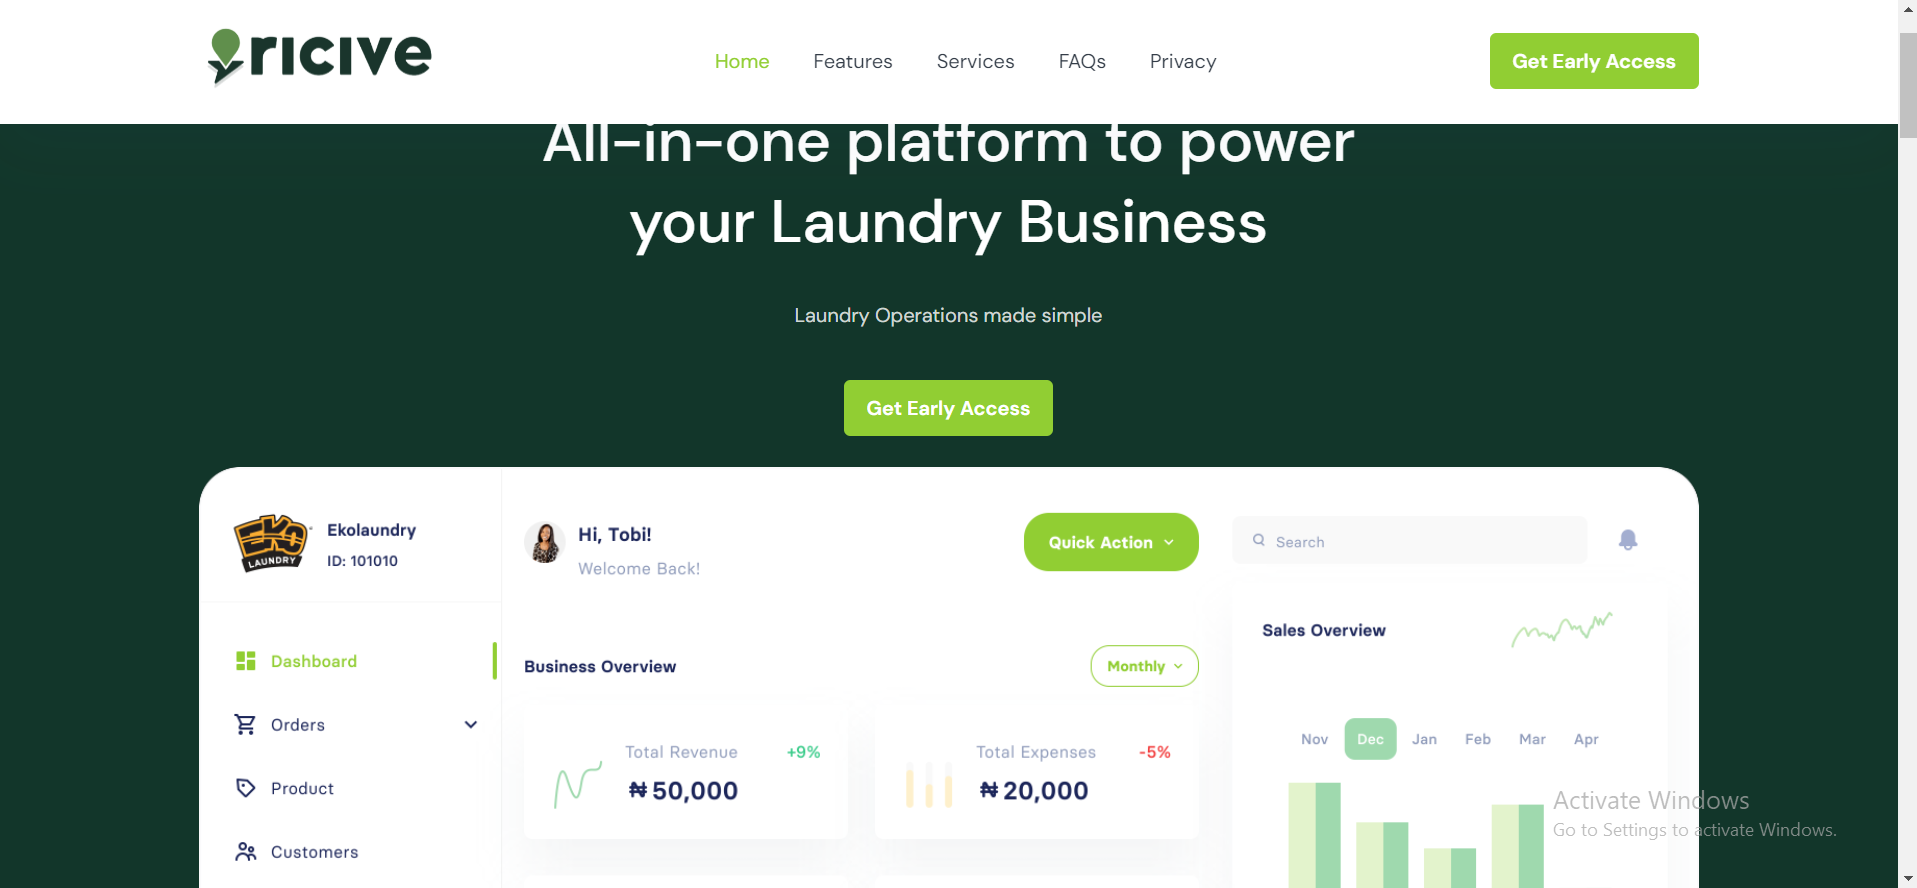 ricive
Home Features Services FAQs Privacy
Get Early Access
All-in-one platform to power
your Laundry Business
Laundry Operations made simple
Get Early Access
EKO
LAUNDRY
Ekolaundry
ID: 101010
Hi, Tobi!
Welcome Back!
Quick Action
Search
Dashboard
Orders
Product
Customers
Business Overview
Monthly
Total Revenue +9%
₦ 50,000
Total Expenses -5%
₦ 20,000
Sales Overview
Nov Dec Jan Feb Mar Apr
Activate Windows
Go to Settings to activate Windows.